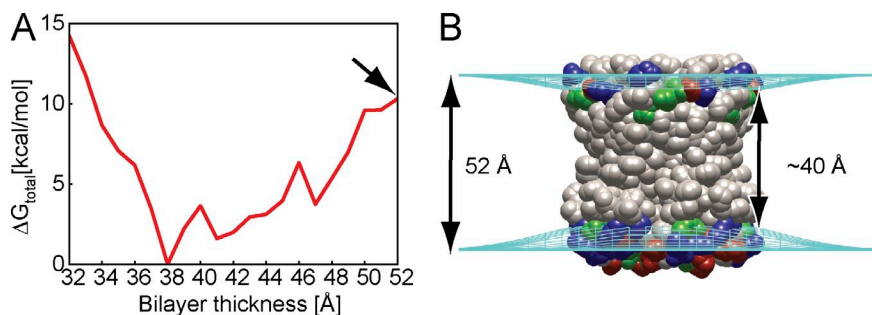 A
B
ΔGtotal[kcal/mol]
15
10
5
0
32 34 36 38 40 42 44 46 48 50 52
Bilayer thickness [Å]
52 Å
~40 Å